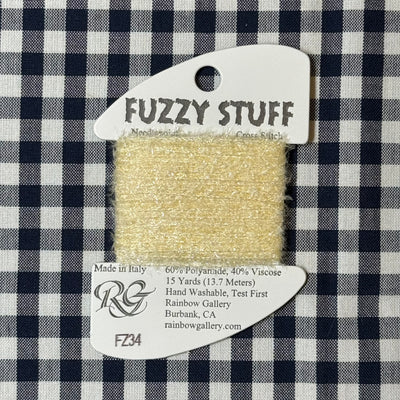 FUZZY STUFF
Needlepoint Cross Stitch
Made in Italy
60% Polyamide, 40% Viscose
15 Yards (13.7 Meters)
Hand Washable, Test First
Rainbow Gallery
Burbank, CA
rainbowgallery.com
RG
FZ34